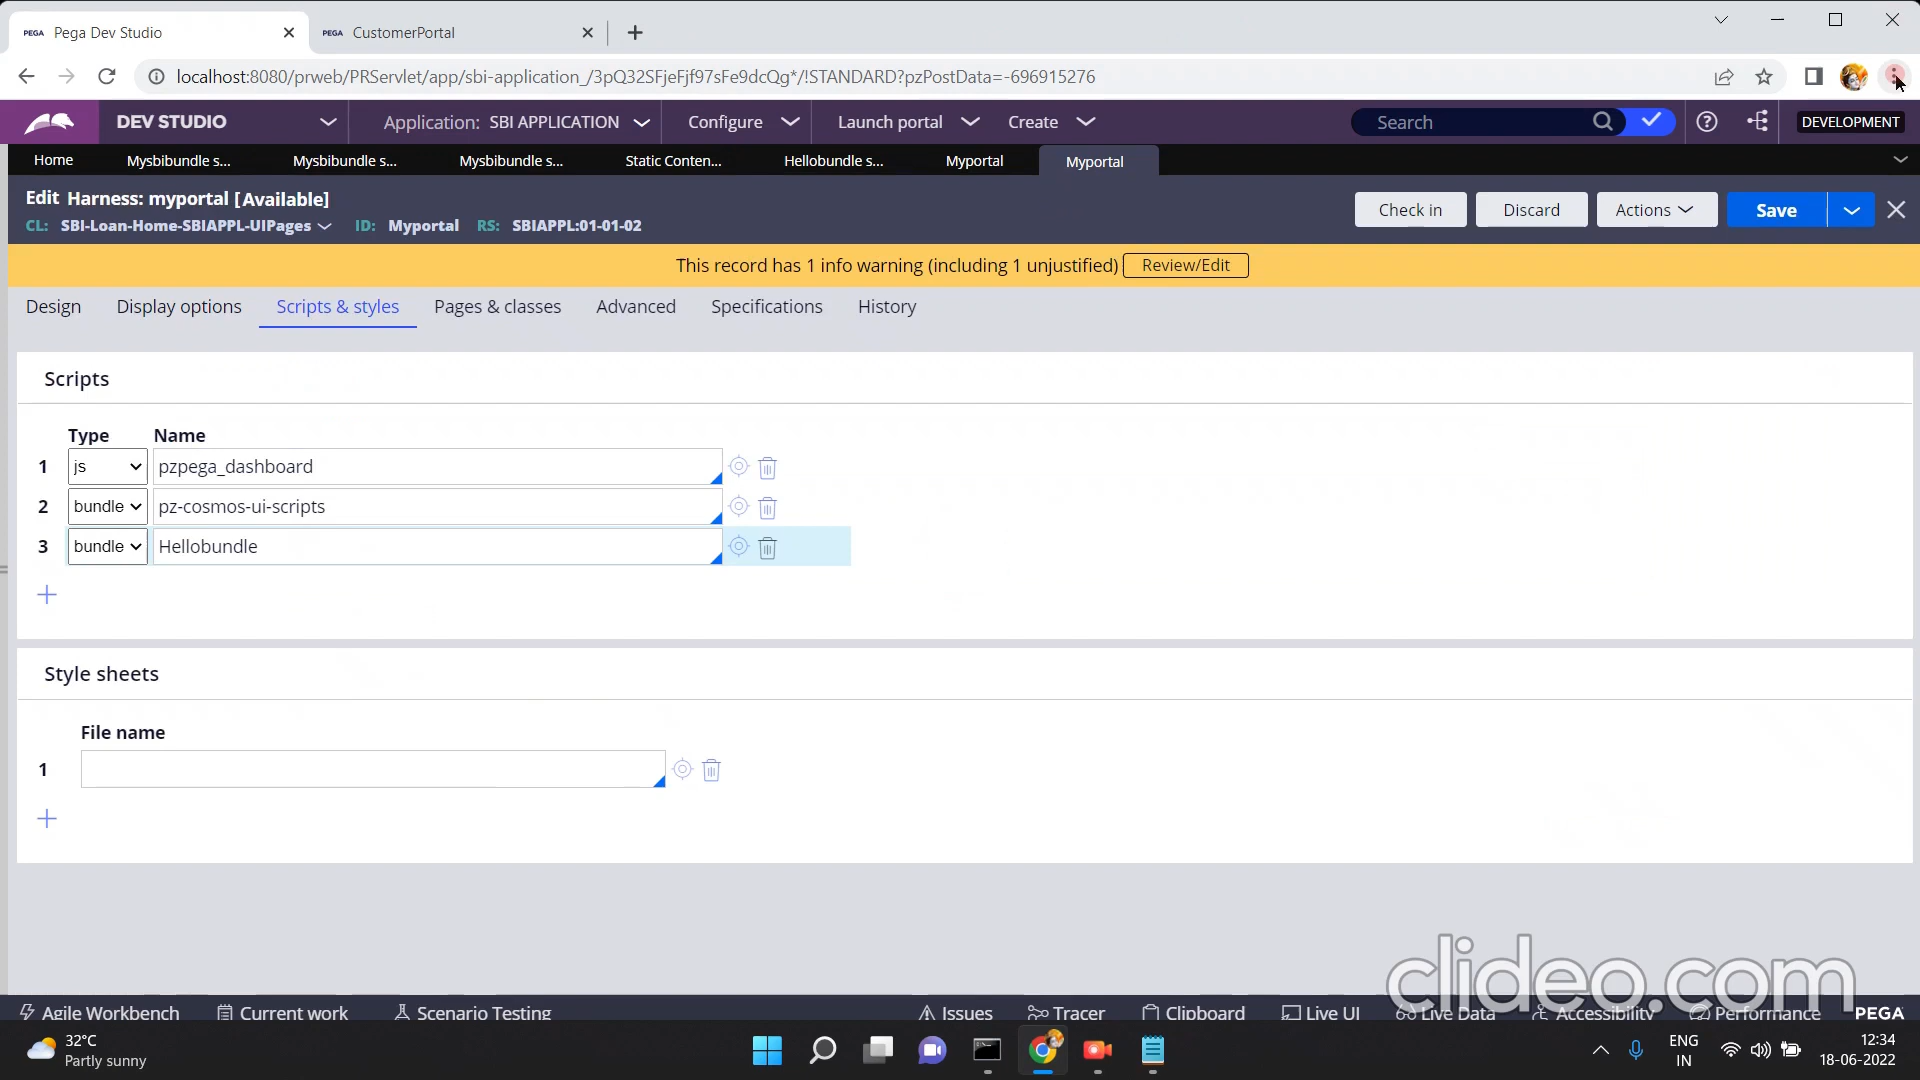 PEGA Pega Dev Studio
PEGA CustomerPortal
localhost:8080/prweb/PRServlet/app/sbi-application_/3pQ32SFjeFjf97sFe9dcQg*/!STANDARD?pzPostData=-696915276
DEV STUDIO Application: SBI APPLICATION Configure Launch portal Create Search DEVELOPMENT
Home Mysbibundle s... Mysbibundle s... Mysbibundle s... Static Conten... Hellobundle s... Myportal Myportal
Edit Harness: myportal [Available]
CL: SBI-Loan-Home-SBIAPPL-UIPages ID: Myportal RS: SBIAPPL:01-01-02
Check in Discard Actions Save
This record has 1 info warning (including 1 unjustified) Review/Edit
Design Display options Scripts & styles Pages & classes Advanced Specifications History
Scripts
Type Name
1 js pzpega_dashboard
2 bundle pz-cosmos-ui-scripts
3 bundle Hellobundle
Style sheets
File name
1
clideo.com
Agile Workbench Current work Scenario Testing Issues Tracer Clipboard Live UI Live Data Accessibility Performance PEGA
32°C
Partly sunny
ENG
IN
12:34
18-06-2022